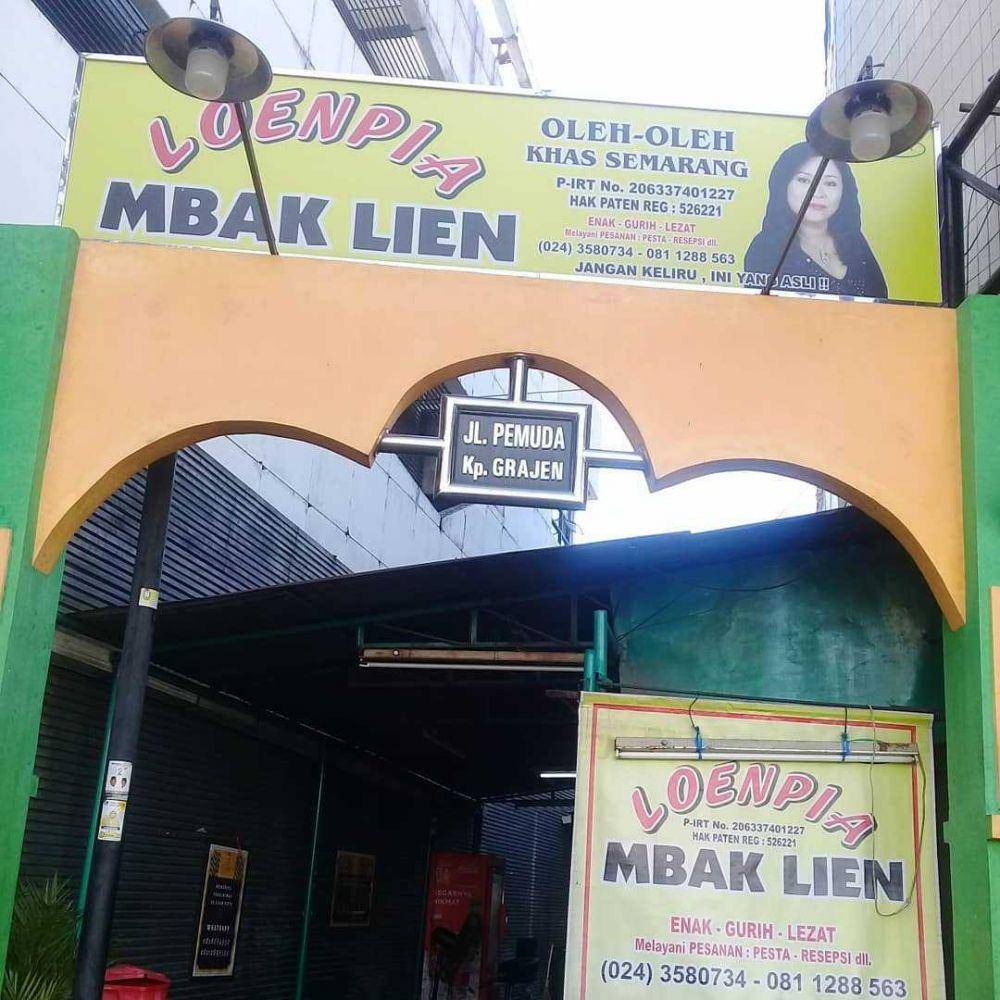 LOENPIA
MBAK LIEN
OLEH-OLEH
KHAS SEMARANG
P-IRT No. 206337401227
HAK PATEN REG : 526221
ENAK - GURIH - LEZAT
Melayani PESANAN : PESTA - RESEPSI dll.
(024) 3580734 - 081 1288 563
JANGAN KELIRU , INI YANG ASLI !!
JL. PEMUDA
Kp. GRAJEN
LOENPIA
P-IRT No. 206337401227
HAK PATEN REG : 526221
MBAK LIEN
ENAK - GURIH - LEZAT
Melayani PESANAN : PESTA - RESEPSI dll.
(024) 3580734 - 081 1288 563